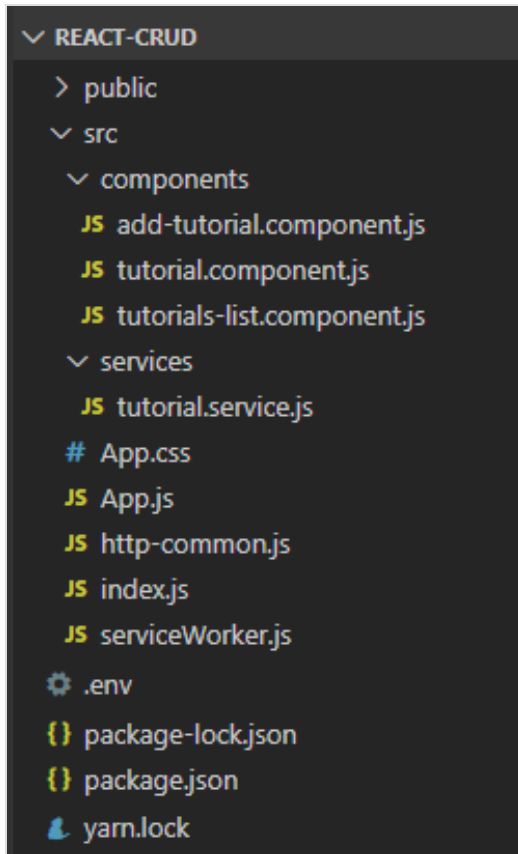 REACT-CRUD
public
src
components
JS add-tutorial.component.js
JS tutorial.component.js
JS tutorials-list.component.js
services
JS tutorial.service.js
# App.css
JS App.js
JS http-common.js
JS index.js
JS serviceWorker.js
.env
{} package-lock.json
{} package.json
yarn.lock